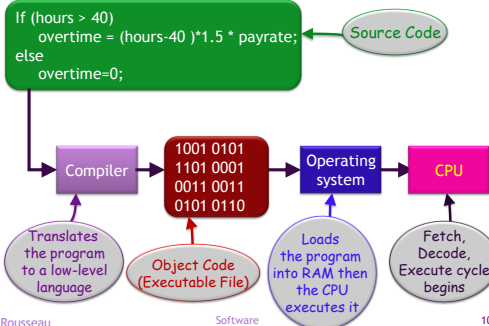 If (hours > 40)
overtime = (hours-40 )*1.5 * payrate;
else
overtime=0;
Source Code
Compiler
1001 0101
1101 0001
0011 0011
0101 0110
Operating
system
CPU
Translates
the program
to a low-level
language
Object Code
(Executable File)
Loads
the program
into RAM then
the CPU
executes it
Fetch,
Decode,
Execute cycle
begins
Rousseau
Software
10